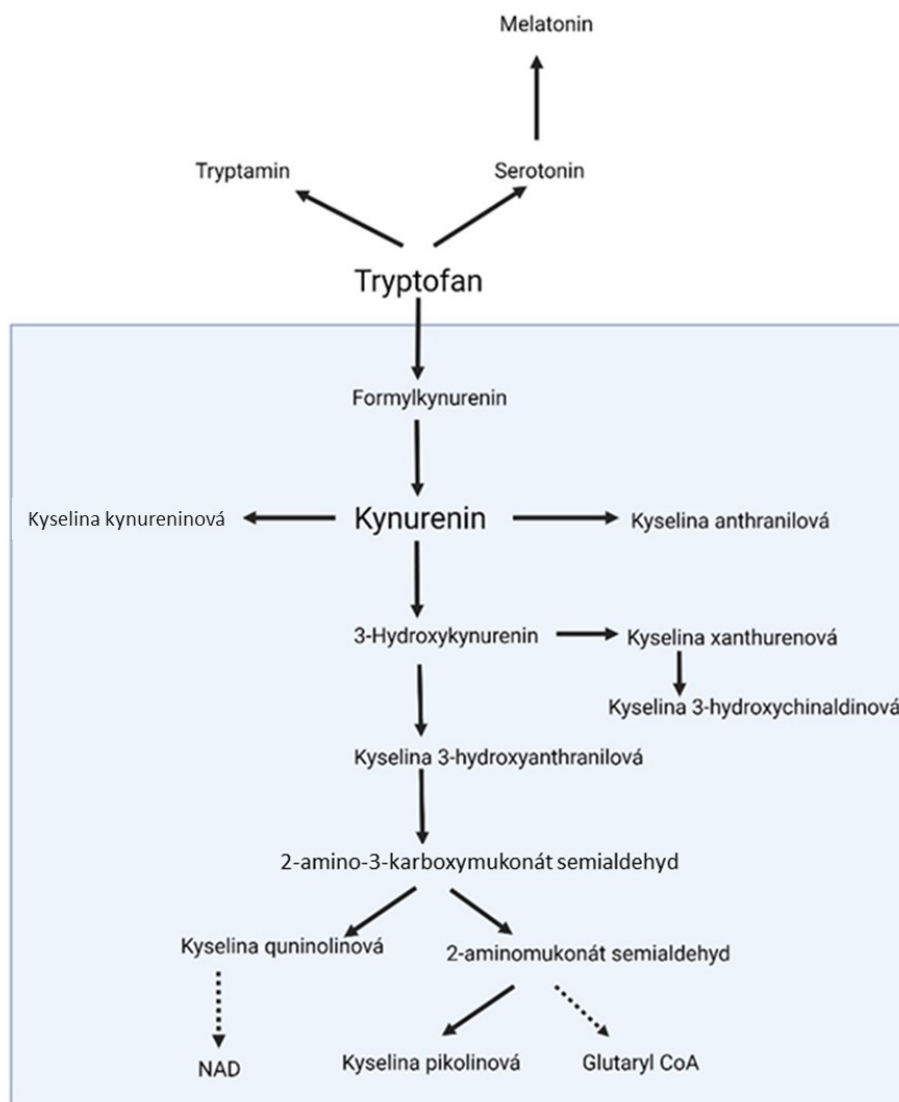 Melatonin
Tryptamin
Serotonin
Tryptofan
Formylkynurenin
Kyselina kynureninová
Kynurenin
Kyselina anthranilová
3-Hydroxykynurenin
Kyselina xanthurenová
Kyselina 3-hydroxychinaldinová
Kyselina 3-hydroxyanthranilová
2-amino-3-karboxymukonát semialdehyd
Kyselina quninolinová
2-aminomukonát semialdehyd
NAD
Kyselina pikolinová
Glutaryl CoA